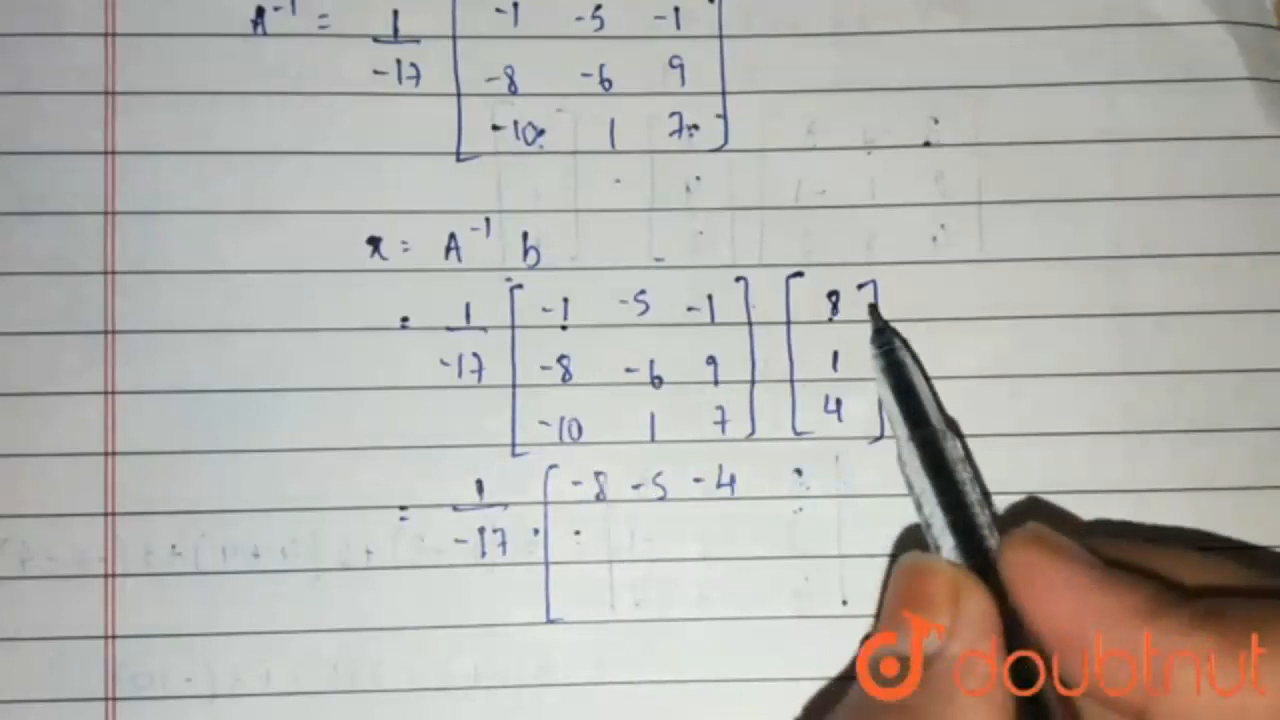 A⁻¹ = 1/-17 [ -1 -5 -1
-8 -6 9
-10 1 7 ]
x = A⁻¹ b
= 1/-17 [ -1 -5 -1 ] [ 8 ]
[ -8 -6 9 ] [ 1 ]
[ -10 1 7 ] [ 4 ]
= 1/-17 [ -8 -5 -4
doubtnut